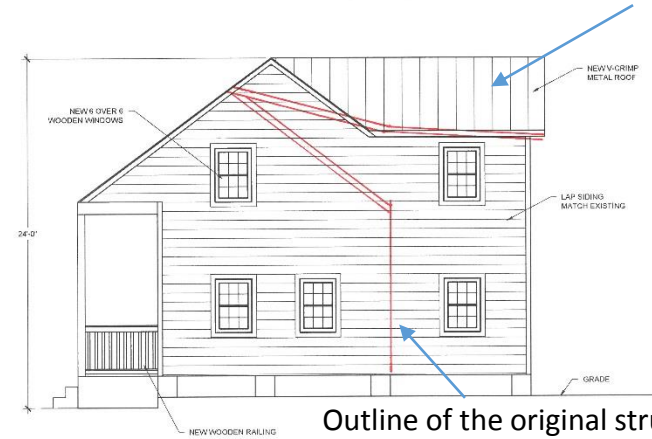 NEW V-CRIMP
METAL ROOF
NEW 6 OVER 6
WOODEN WINDOWS
LAP SIDING
MATCH EXISTING
24'-0"
GRADE
NEW WOODEN RAILING
Outline of the original stru